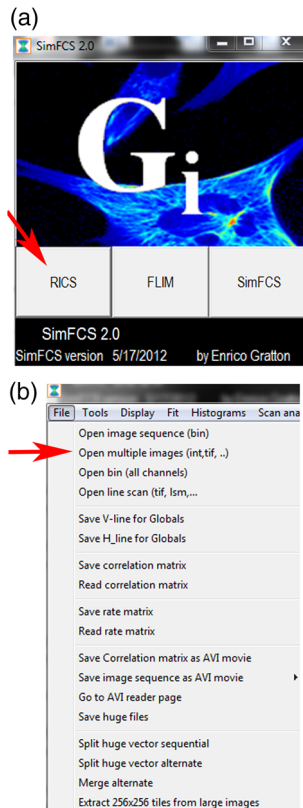 (a)
SimFCS 2.0
Gi
RICS FLIM SimFCS
SimFCS 2.0
SimFCS version 5/17/2012 by Enrico Gratton
(b)
File Tools Display Fit Histograms Scan ana
Open image sequence (bin)
Open multiple images (int,tif, ..)
Open bin (all channels)
Open line scan (tif, lsm,...
Save V-line for Globals
Save H_line for Globals
Save correlation matrix
Read correlation matrix
Save rate matrix
Read rate matrix
Save Correlation matrix as AVI movie
Save image sequence as AVI movie
Go to AVI reader page
Save huge files
Split huge vector sequential
Split huge vector alternate
Merge alternate
Extract 256x256 tiles from large images